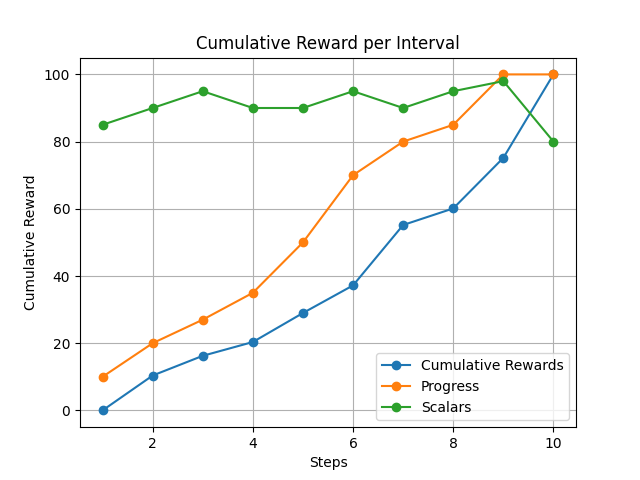 Cumulative Reward per Interval
100
80
60
40
20
0
Cumulative Reward
2
4
6
8
10
Steps
Cumulative Rewards
Progress
Scalars